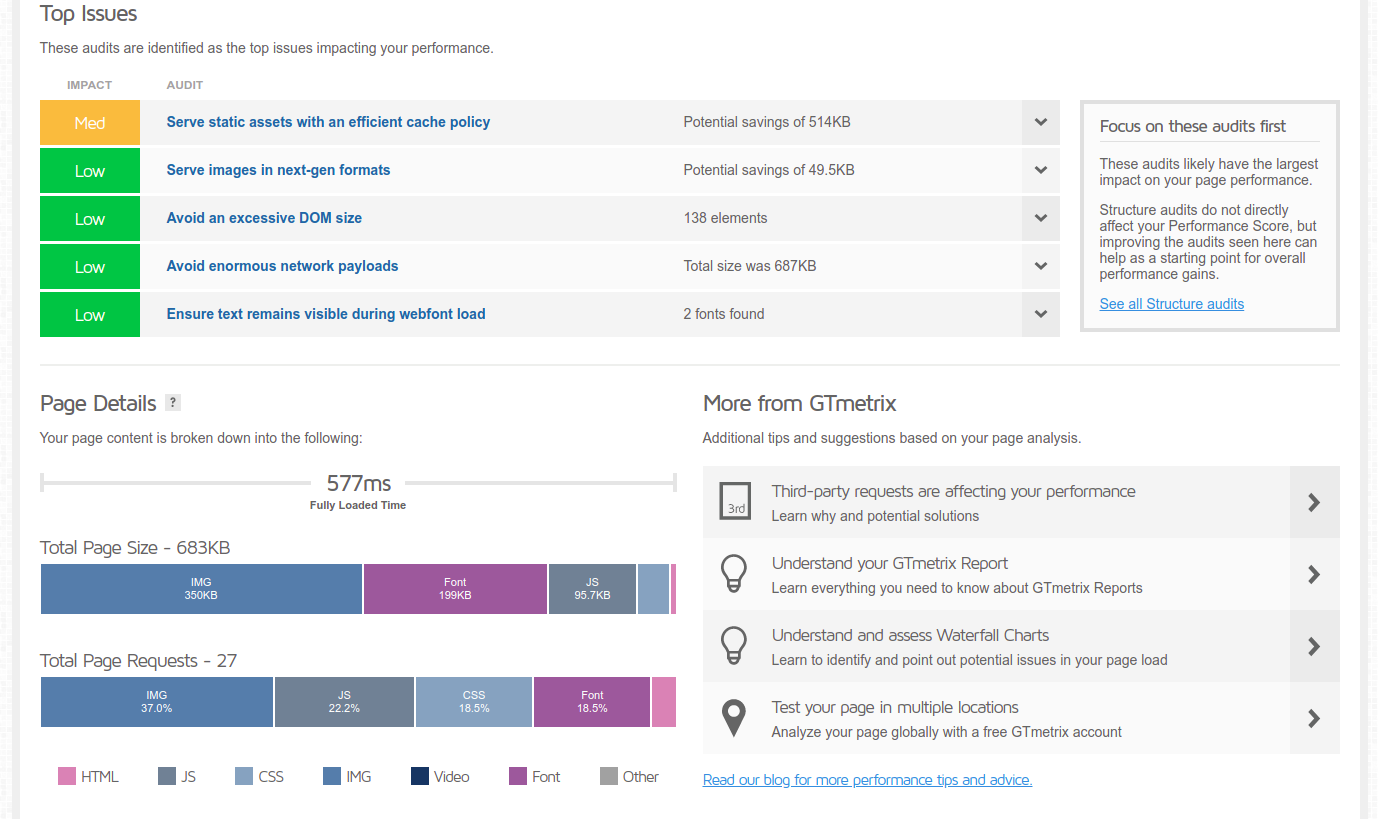 Top Issues
These audits are identified as the top issues impacting your performance.
IMPACT AUDIT
Med Serve static assets with an efficient cache policy Potential savings of 514KB
Low Serve images in next-gen formats Potential savings of 49.5KB
Low Avoid an excessive DOM size 138 elements
Low Avoid enormous network payloads Total size was 687KB
Low Ensure text remains visible during webfont load 2 fonts found
Focus on these audits first
These audits likely have the largest
impact on your page performance.
Structure audits do not directly
affect your Performance Score, but
improving the audits seen here can
help as a starting point for overall
performance gains.
See all Structure audits
Page Details ?
Your page content is broken down into the following:
577ms
Fully Loaded Time
Total Page Size - 683KB
IMG Font JS
350KB 199KB 95.7KB
Total Page Requests - 27
IMG JS CSS Font
37.0% 22.2% 18.5% 18.5%
HTML JS CSS IMG Video Font Other
More from GTmetrix
Additional tips and suggestions based on your page analysis.
3rd
Third-party requests are affecting your performance
Learn why and potential solutions
Understand your GTmetrix Report
Learn everything you need to know about GTmetrix Reports
Understand and assess Waterfall Charts
Learn to identify and point out potential issues in your page load
Test your page in multiple locations
Analyze your page globally with a free GTmetrix account
Read our blog for more performance tips and advice.